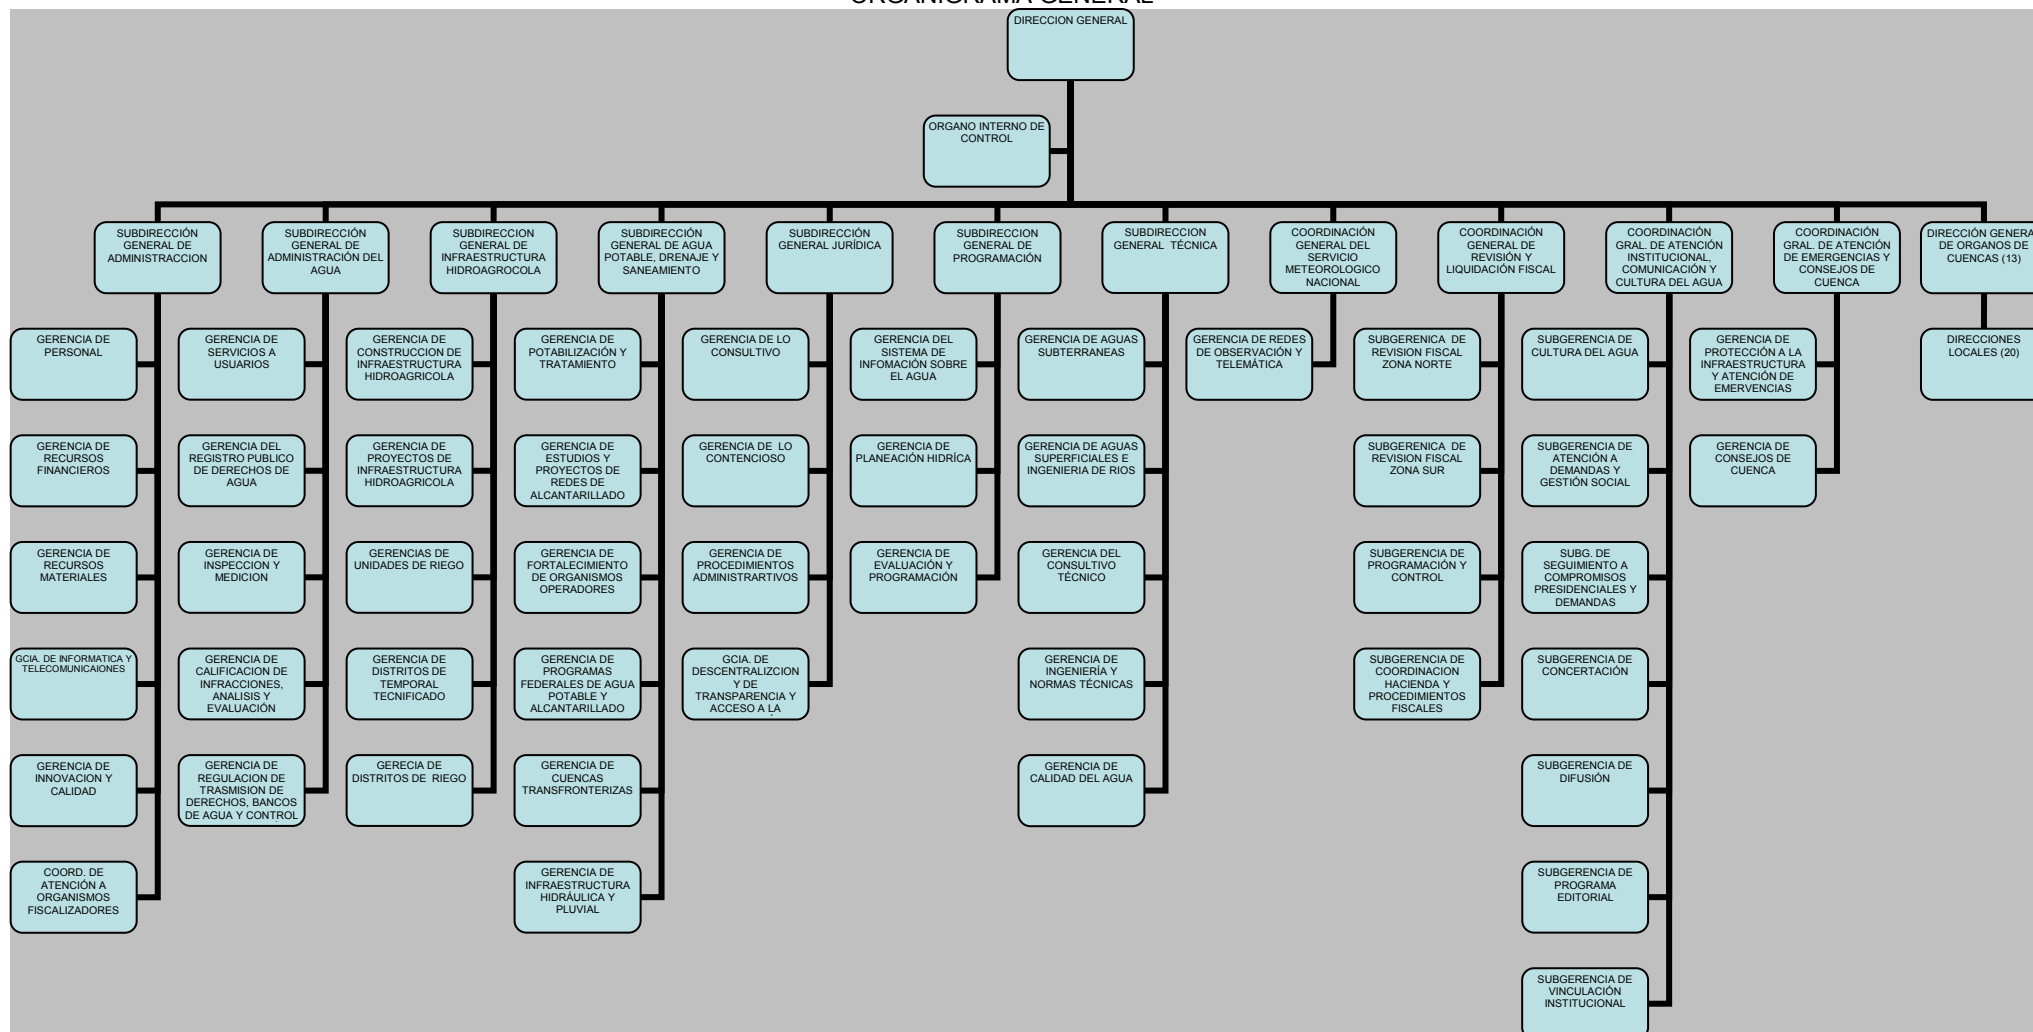 ORGANIGRAMA GENERAL
DIRECCION GENERAL
ORGANO INTERNO DE
CONTROL
SUBDIRECCIÓN
GENERAL DE
ADMINISTRACCION
SUBDIRECCIÓN
GENERAL DE
ADMINISTRACIÓN DEL
AGUA
SUBDIRECCION
GENERAL DE
INFRAESTRUCTURA
HIDROAGROCOLA
SUBDIRECCIÓN
GENERAL DE AGUA
POTABLE, DRENAJE Y
SANEAMIENTO
SUBDIRECCIÓN
GENERAL JURÍDICA
SUBDIRECCION
GENERAL DE
PROGRAMACIÓN
SUBDIRECCION
GENERAL TÉCNICA
COORDINACIÓN
GENERAL DEL
SERVICIO
METEOROLOGICO
NACIONAL
COORDINACIÓN
GENERAL DE
REVISIÓN Y
LIQUIDACIÓN FISCAL
COORDINACIÓN
GRAL. DE ATENCIÓN
INSTITUCIONAL,
COMUNICACIÓN Y
CULTURA DEL AGUA
COORDINACIÓN
GRAL. DE ATENCIÓN
DE EMERGENCIAS Y
CONSEJOS DE
CUENCA
DIRECCIÓN GENERA
DE ORGANOS DE
CUENCAS (13)
GERENCIA DE
PERSONAL
GERENCIA DE
SERVICIOS A
USUARIOS
GERENCIA DE
CONSTRUCCION DE
INFRAESTRUCTURA
HIDROAGRICOLA
GERENCIA DE
POTABILIZACIÓN Y
TRATAMIENTO
GERENCIA DE LO
CONSULTIVO
GERENCIA DEL
SISTEMA DE
INFOMACIÓN SOBRE
EL AGUA
GERENCIA DE AGUAS
SUBTERRANEAS
GERENCIA DE REDES
DE OBSERVACIÓN Y
TELEMÁTICA
SUBGERENICA DE
REVISION FISCAL
ZONA NORTE
SUBGERENCIA DE
CULTURA DEL AGUA
GERENCIA DE
PROTECCIÓN A LA
INFRAESTRUCTURA
Y ATENCIÓN DE
EMERVENCIAS
DIRECCIONES
LOCALES (20)
GERENCIA DE
RECURSOS
FINANCIEROS
GERENCIA DEL
REGISTRO PUBLICO
DE DERECHOS DE
AGUA
GERENCIA DE
PROYECTOS DE
INFRAESTRUCTURA
HIDROAGRICOLA
GERENCIA DE
ESTUDIOS Y
PROYECTOS DE
REDES DE
ALCANTARILLADO
GERENCIA DE LO
CONTENCIOSO
GERENCIA DE
PLANEACIÓN HIDRÍCA
GERENCIA DE AGUAS
SUPERFICIALES E
INGENIERIA DE RIOS
SUBGERENICA DE
REVISION FISCAL
ZONA SUR
SUBGERENCIA DE
ATENCIÓN A
DEMANDAS Y
GESTIÓN SOCIAL
GERENCIA DE
CONSEJOS DE
CUENCA
GERENCIA DE
RECURSOS
MATERIALES
GERENCIA DE
INSPECCION Y
MEDICION
GERENCIAS DE
UNIDADES DE RIEGO
GERENCIA DE
FORTALECIMIENTO
DE ORGANISMOS
OPERADORES
GERENCIA DE
PROCEDIMIENTOS
ADMINISTRARTIVOS
GERENCIA DE
EVALUACIÓN Y
PROGRAMACIÓN
GERENCIA DEL
CONSULTIVO
TÉCNICO
SUBGERENCIA DE
PROGRAMACIÓN Y
CONTROL
SUBG. DE
SEGUIMIENTO A
COMPROMISOS
PRESIDENCIALES Y
DEMANDAS
GCIA. DE INFORMATICA Y
TELECOMUNICAIONES
GERENCIA DE
CALIFICACION DE
INFRACCIONES,
ANALISIS Y
EVALUACIÓN
GERENCIA DE
DISTRITOS DE
TEMPORAL
TECNIFICADO
GERENCIA DE
PROGRAMAS
FEDERALES DE AGUA
POTABLE Y
ALCANTARILLADO
GCIA. DE
DESCENTRALIZCION
Y DE
TRANSPARENCIA Y
ACCESO A LA
GERENCIA DE
INGENIERÍA Y
NORMAS TÉCNICAS
SUBGERENCIA DE
COORDINACION
HACIENDA Y
PROCEDIMIENTOS
FISCALES
SUBGERENCIA DE
CONCERTACIÓN
GERENCIA DE
INNOVACION Y
CALIDAD
GERENCIA DE
REGULACION DE
TRASMISION DE
DERECHOS, BANCOS
DE AGUA Y CONTROL
GERECIA DE
DISTRITOS DE RIEGO
GERENCIA DE
CUENCAS
TRANSFRONTERIZAS
GERENCIA DE
CALIDAD DEL AGUA
SUBGERENCIA DE
DIFUSIÓN
COORD. DE
ATENCIÓN A
ORGANISMOS
FISCALIZADORES
GERENCIA DE
INFRAESTRUCTURA
HIDRÁULICA Y
PLUVIAL
SUBGERENCIA DE
PROGRAMA
EDITORIAL
SUBGERENCIA DE
VINCULACIÓN
INSTITUCIONAL